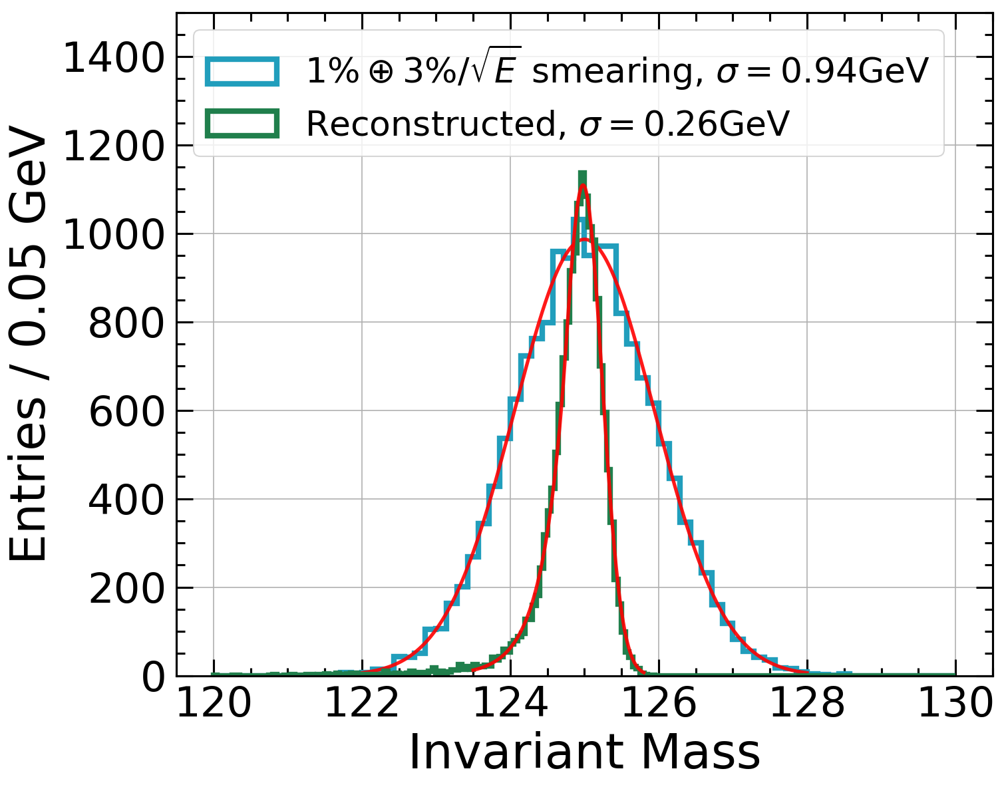 1% ⊕ 3%/√E smearing, σ = 0.94GeV
Reconstructed, σ = 0.26GeV
Entries / 0.05 GeV
1400
1200
1000
800
600
400
200
0
120 122 124 126 128 130
Invariant Mass